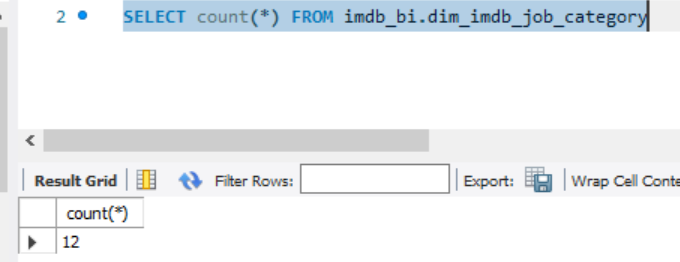 2 SELECT count(*) FROM imdb_bi.dim_imdb_job_category
Result Grid Filter Rows: Export: Wrap Cell Conte
count(*)
12